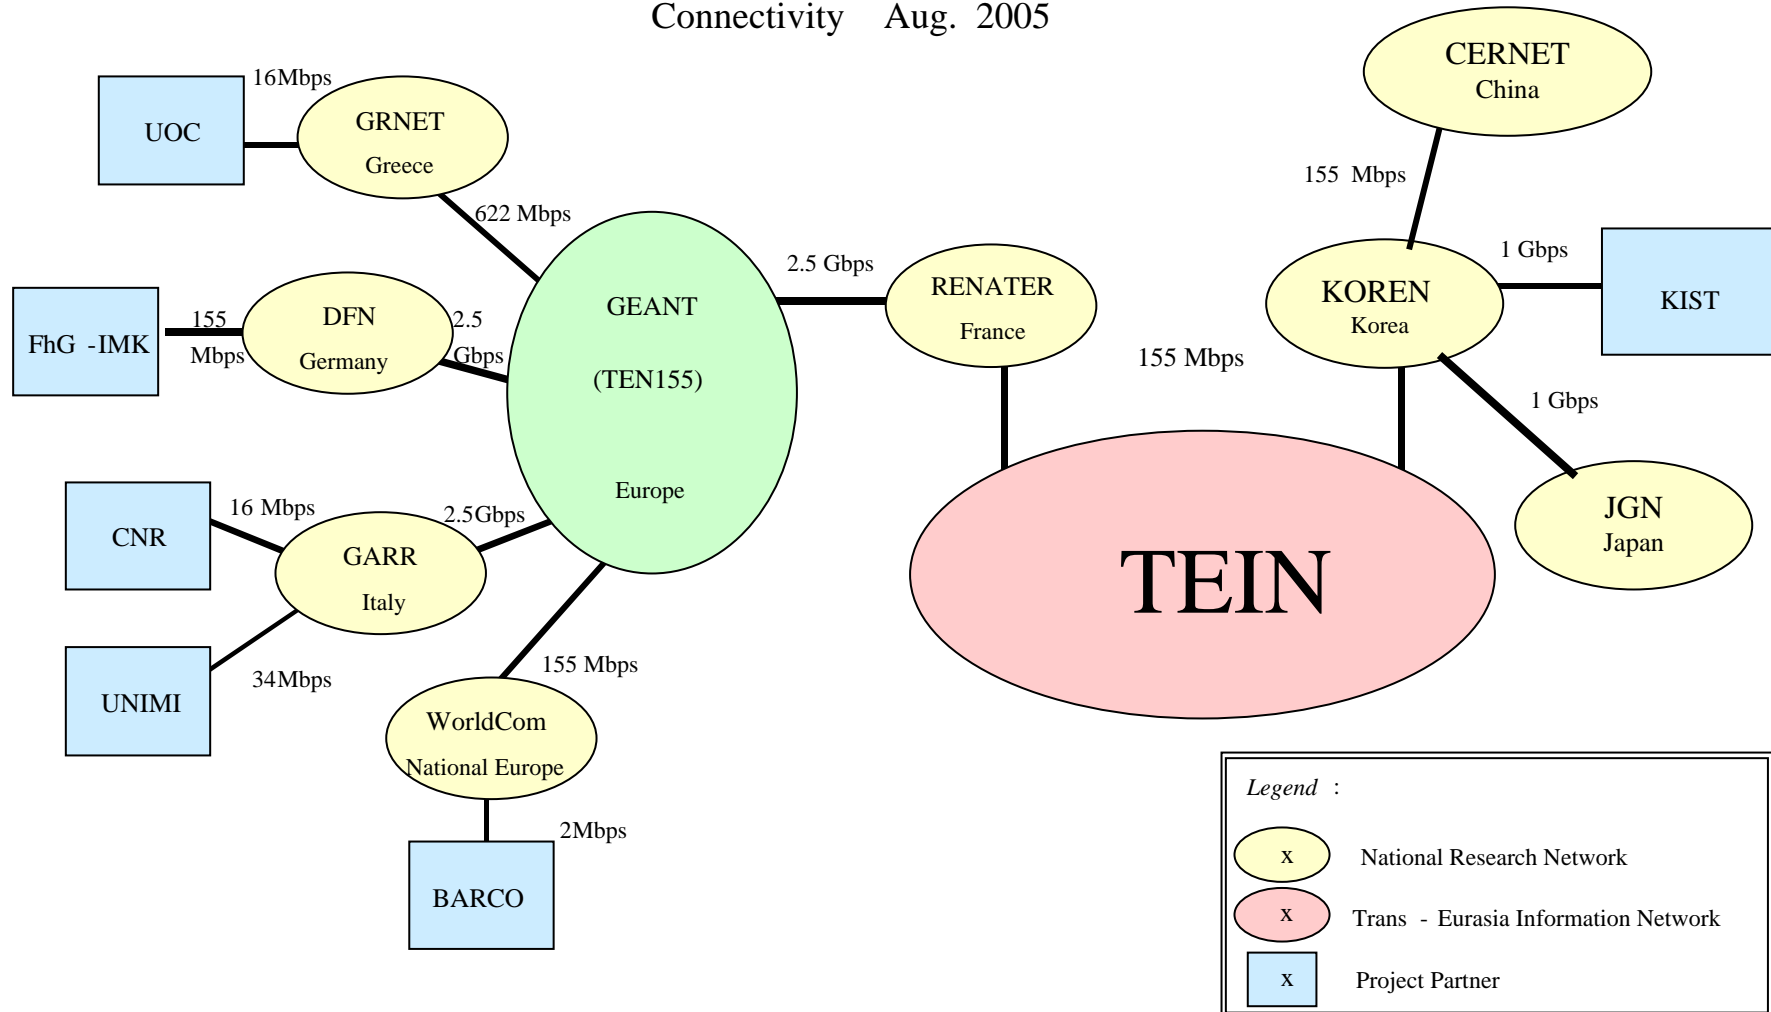 Connectivity Aug. 2005
CERNET
China
16Mbps
UOC
GRNET
Greece
155 Mbps
622 Mbps
1 Gbps
2.5 Gbps
KOREN
Korea
KIST
GEANT
(TEN155)
Europe
RENATER
France
FhG -IMK
155
Mbps
DFN
Germany
2.5
Gbps
155 Mbps
1 Gbps
JGN
Japan
TEIN
CNR
16 Mbps
2.5Gbps
GARR
Italy
UNIMI
34Mbps
155 Mbps
WorldCom
National Europe
2Mbps
BARCO
Legend :
x National Research Network
x Trans - Eurasia Information Network
x Project Partner